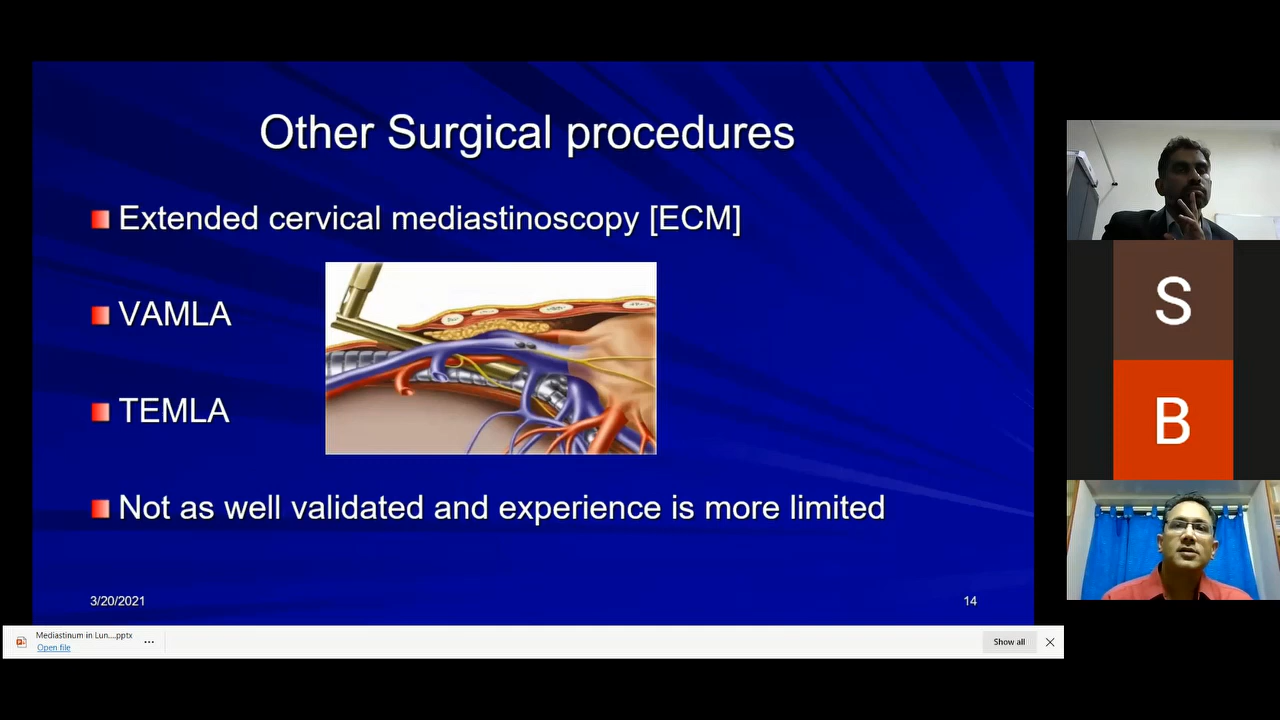 Other Surgical procedures
Extended cervical mediastinoscopy [ECM]
VAMLA
TEMLA
Not as well validated and experience is more limited
3/20/2021
14
S
B
Mediastinum in Lun....pptx
Open file
...
Show all